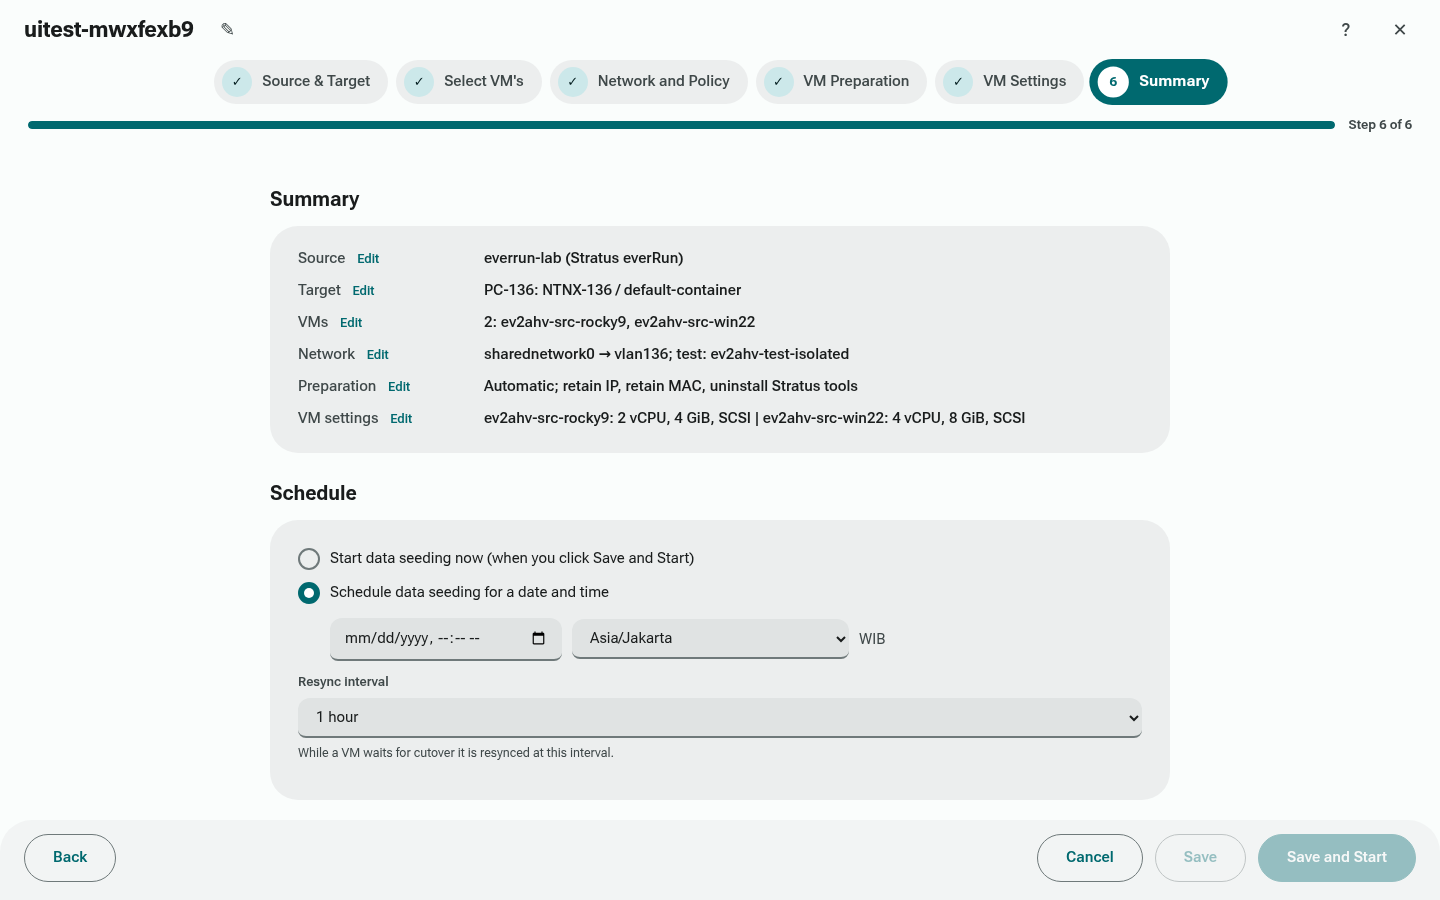 uitest-mwxfexb9 ✎ ? ✕
✓ Source & Target ✓ Select VM's ✓ Network and Policy ✓ VM Preparation ✓ VM Settings 6 Summary
Step 6 of 6
Summary
Source Edit everrun-lab (Stratus everRun)
Target Edit PC-136: NTNX-136 / default-container
VMs Edit 2: ev2ahv-src-rocky9, ev2ahv-src-win22
Network Edit sharednetwork0 → vlan136; test: ev2ahv-test-isolated
Preparation Edit Automatic; retain IP, retain MAC, uninstall Stratus tools
VM settings Edit ev2ahv-src-rocky9: 2 vCPU, 4 GiB, SCSI | ev2ahv-src-win22: 4 vCPU, 8 GiB, SCSI
Schedule
Start data seeding now (when you click Save and Start)
Schedule data seeding for a date and time
mm/dd/yyyy, --:-- -- Asia/Jakarta WIB
Resync interval
1 hour
While a VM waits for cutover it is resynced at this interval.
Back Cancel Save Save and Start